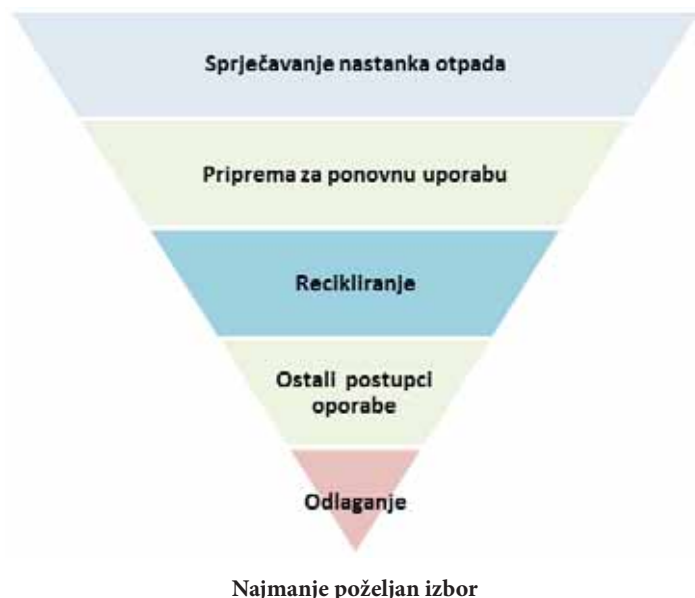 Sprječavanje nastanka otpada
Priprema za ponovnu uporabu
Recikliranje
Ostali postupci
oporabe
Odlaganje
Najmanje poželjan izbor